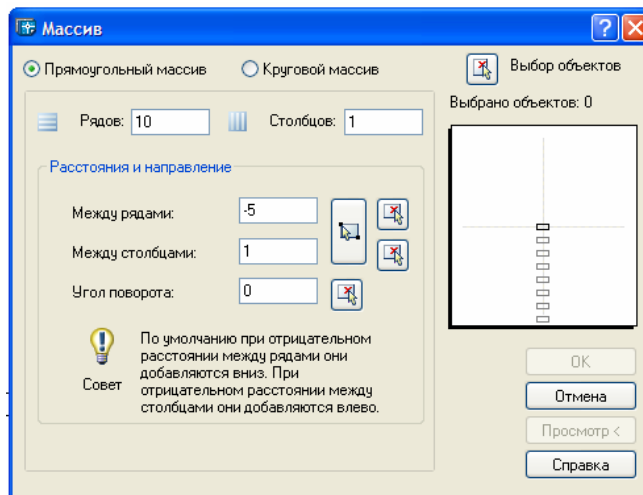 Массив
Прямоугольный массив
Круговой массив
Выбор объектов
Выбрано объектов: 0
Рядов: 10
Столбцов: 1
Расстояния и направление
Между рядами: -5
Между столбцами: 1
Угол поворота: 0
По умолчанию при отрицательном
расстоянии между рядами они
добавляются вниз. При
отрицательном расстоянии между
столбцами они добавляются влево.
Совет
OK
Отмена
Просмотр <
Справка